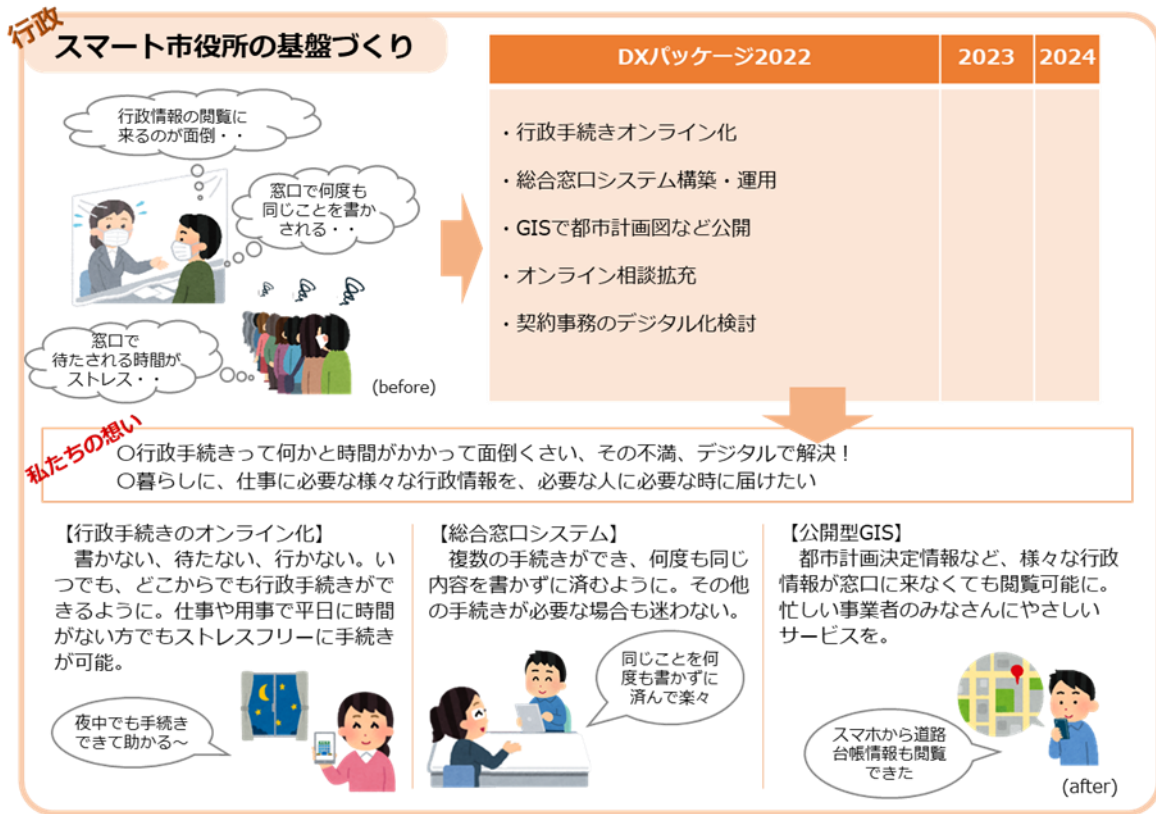 行政
スマート市役所の基盤づくり
行政情報の閲覧に
来るのが面倒・・
窓口で何度も
同じことを書か
される・・
窓口で
待たされる時間が
ストレス・・
(before)
DXパッケージ2022
2023
2024
・行政手続きオンライン化
・総合窓口システム構築・運用
・GISで都市計画図など公開
・オンライン相談拡充
・契約事務のデジタル化検討
私たちの想い
〇行政手続きって何かと時間がかかって面倒くさい、その不満、デジタルで解決！
〇暮らしに、仕事に必要な様々な行政情報を、必要な人に必要な時に届けたい
【行政手続きのオンライン化】
書かない、待たない、行かない。い
つでも、どこからでも行政手続きがで
きるように。仕事や用事で平日に時間
がない方でもストレスフリーに手続き
が可能。
夜中でも手続き
できて助かる～
【総合窓口システム】
複数の手続きができ、何度も同じ
内容を書かずに済むように。その他
の手続きが必要な場合も迷わない。
同じことを何
度も書かずに
済んで楽々
【公開型GIS】
都市計画決定情報など、様々な行政
情報が窓口に来なくても閲覧可能に。
忙しい事業者のみなさんにやさしい
サービスを。
スマホから道路
台帳情報も閲覧
できた
(after)